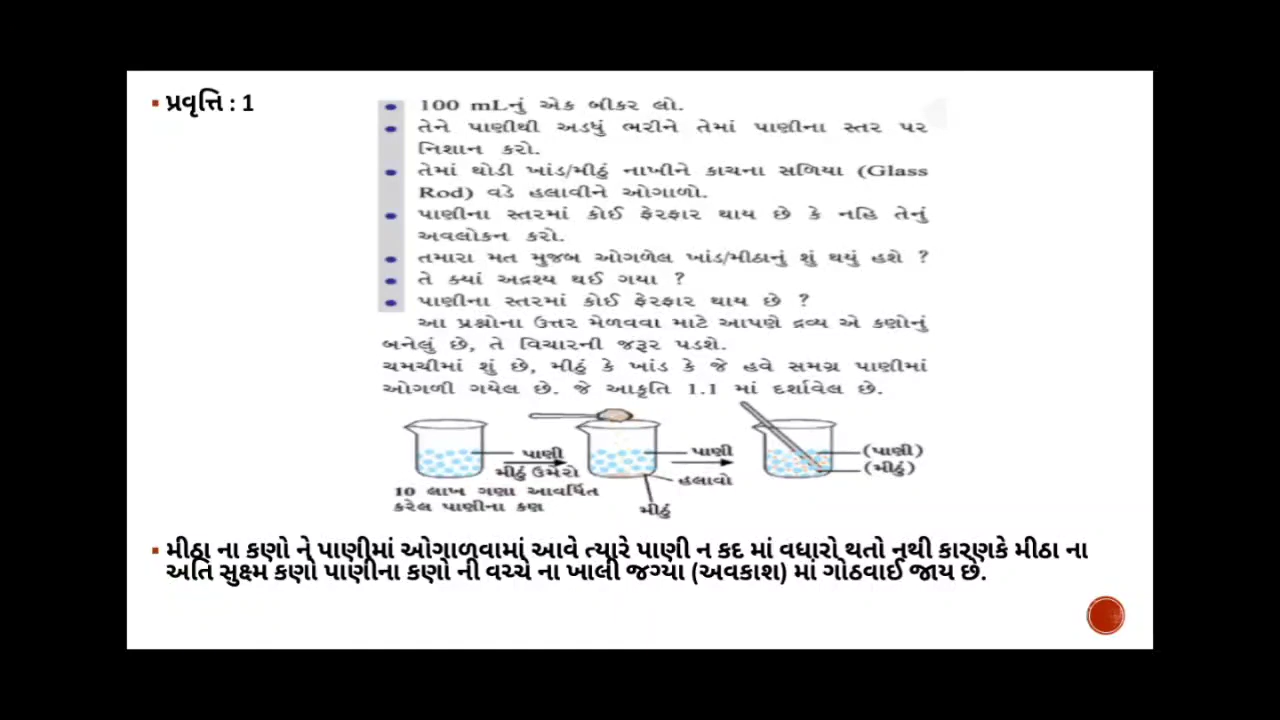 પ્રવૃત્તિ : 1
100 mLનું એક બીકર લો.
તેને પાણીથી અડધું ભરીને તેમાં પાણીના સ્તર પર
નિશાન કરો.
તેમાં થોડી ખાંડ/મીઠું નાખીને કાચના સળિયા (Glass
Rod) વડે હલાવીને ઓગાળો.
પાણીના સ્તરમાં કોઈ ફેરફાર થાય છે કે નહિ તેનું
અવલોકન કરો.
તમારા મત મુજબ ઓગળેલ ખાંડ/મીઠાનું શું થયું હશે ?
તે ક્યાં અદ્રશ્ય થઈ ગયા ?
પાણીના સ્તરમાં કોઈ ફેરફાર થાય છે ?
આ પ્રશ્નોના ઉત્તર મેળવવા માટે આપણે દ્રવ્ય એ કણોનું
બનેલું છે, તે વિચારની જરૂર પડશે.
ચમચીમાં શું છે, મીઠું કે ખાંડ કે જે હવે સમગ્ર પાણીમાં
ઓગળી ગયેલ છે. જે આકૃતિ 1.1 માં દર્શાવેલ છે.
પાણી
મીઠું ઉમેરો
10 લાખ ગણા આવર્ધિત
કરેલ પાણીના કણ
પાણી
હલાવો
મીઠું
(પાણી)
(મીઠું)
મીઠા ના કણો ને પાણીમાં ઓગાળવામાં આવે ત્યારે પાણી ન કદ માં વધારો થતો નથી કારણકે મીઠા ના
અતિ સુક્ષ્મ કણો પાણીના કણો ની વચ્ચે ના ખાલી જગ્યા (અવકાશ) માં ગોઠવાઈ જાય છે.